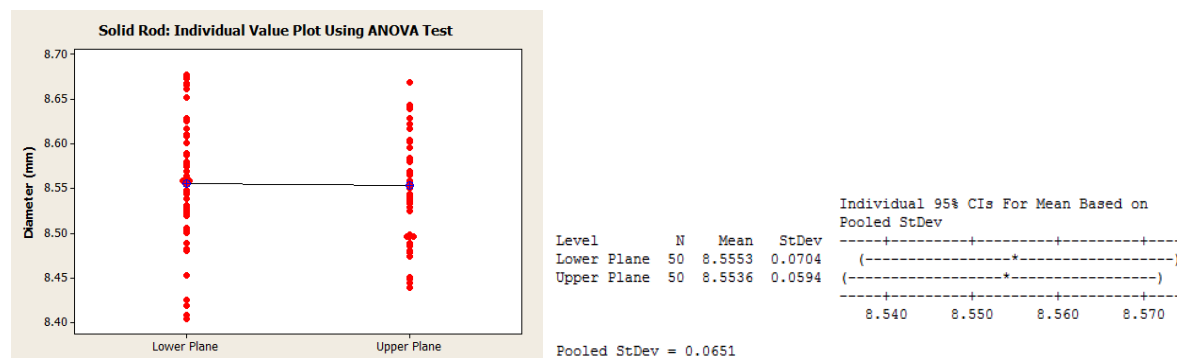 Solid Rod: Individual Value Plot Using ANOVA Test
Diameter (mm)
8.70
8.65
8.60
8.55
8.50
8.45
8.40
Lower Plane Upper Plane
Individual 95% CIs For Mean Based on
Pooled StDev
Level N Mean StDev -----+---------+---------+---------+----
Lower Plane 50 8.5553 0.0704 (-----------------*------------------)
Upper Plane 50 8.5536 0.0594 (------------------*-----------------)
-----+---------+---------+---------+----
8.540 8.550 8.560 8.570
Pooled StDev = 0.0651